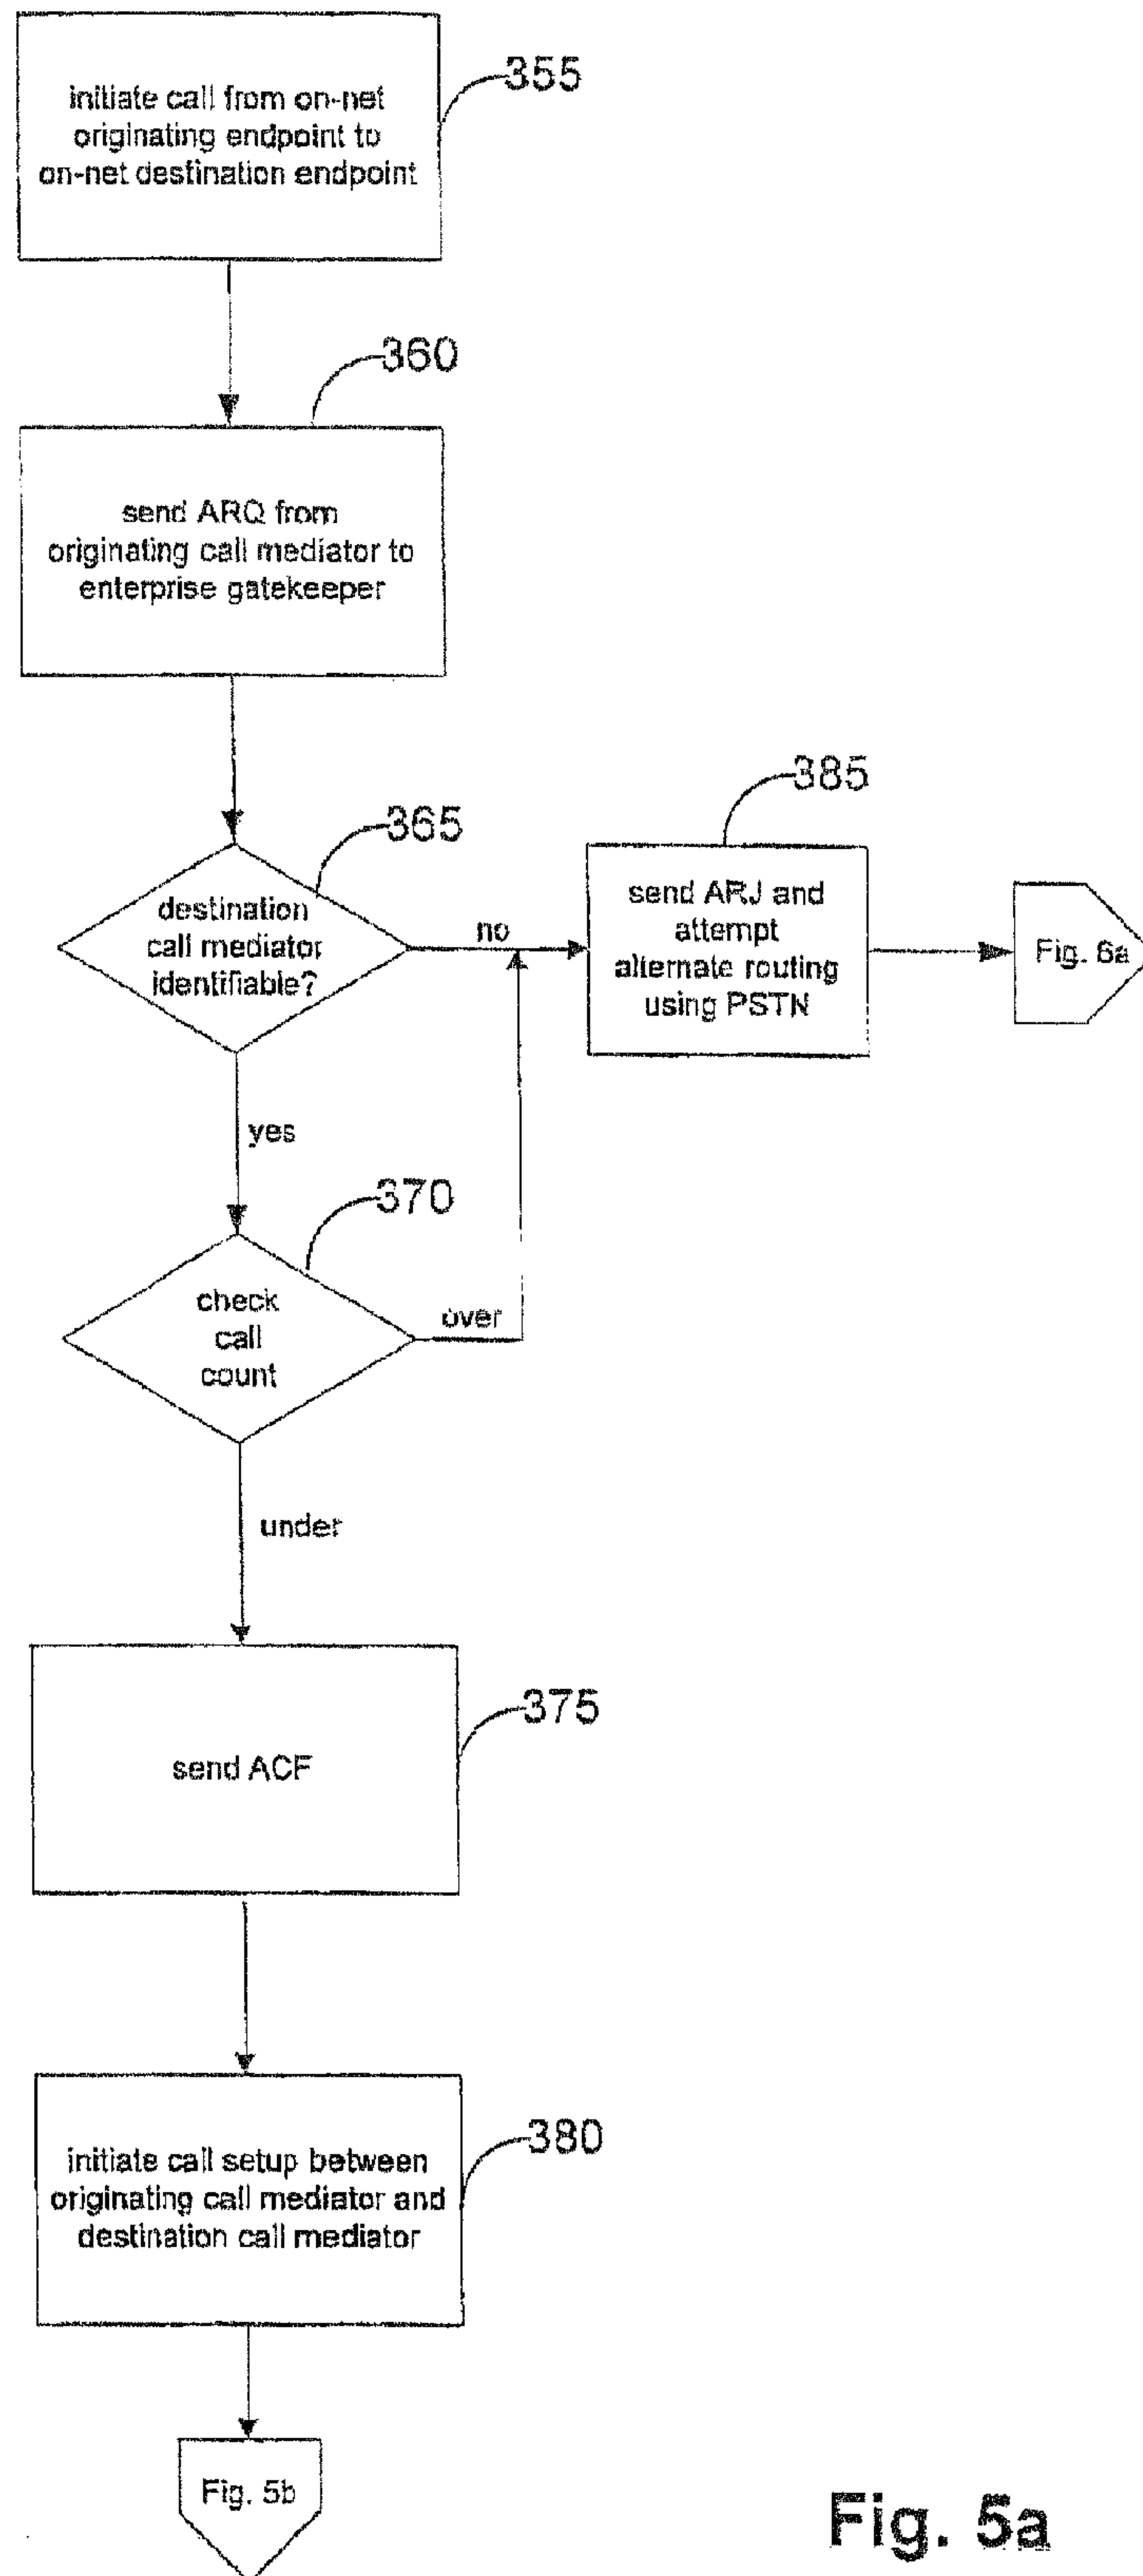 initiate call from on-net
originating endpoint to
on-net destination endpoint
355
360
send ARQ from
originating call mediator to
enterprise gatekeeper
365
destination
call mediator
identifiable?
no
385
send ARJ and
attempt
alternate routing
using PSTN
Fig. 6a
yes
370
check
call
count
over
under
375
send ACF
380
initiate call setup between
originating call mediator and
destination call mediator
Fig. 5b
Fig. 5a